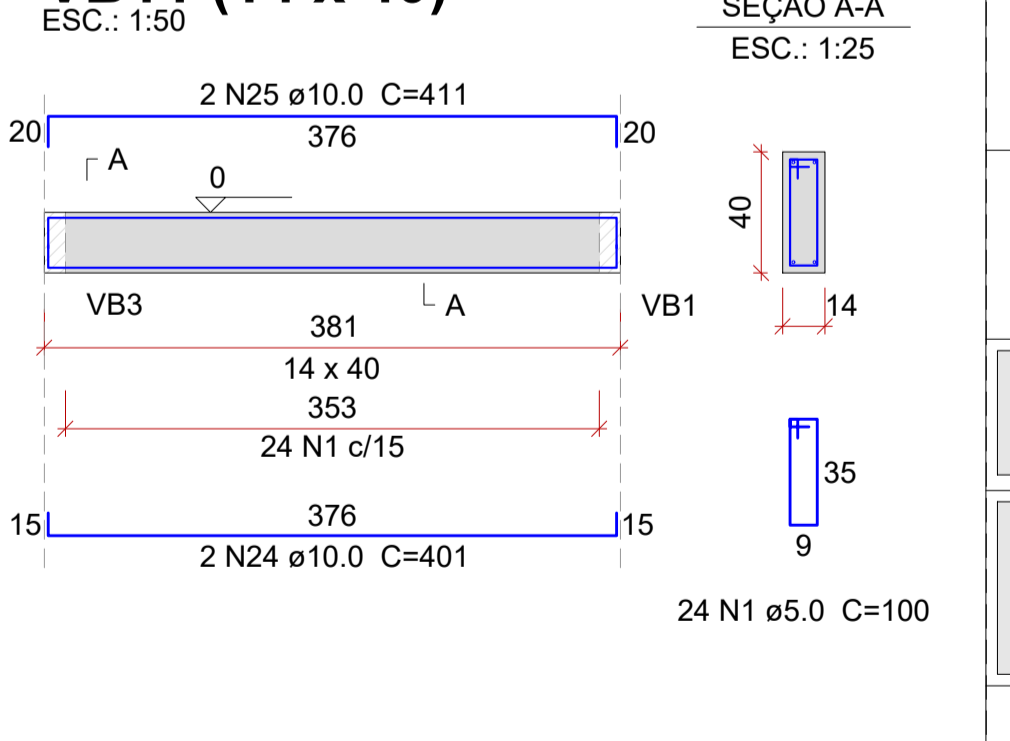 (14 x 40)
ESC.: 1:50
SEÇÃO A-A
ESC.: 1:25
2 N25 ø10.0 C=411
20
376
20
A
0
40
VB3
A
VB1
14
381
14 x 40
353
24 N1 c/15
35
15
376
15
9
2 N24 ø10.0 C=401
24 N1 ø5.0 C=100